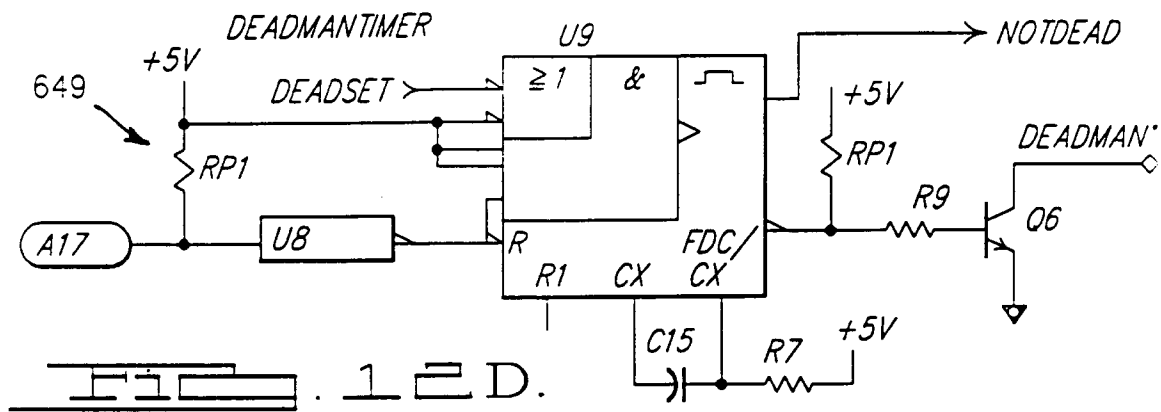 DEADMANTIMER
U9
NOTDEAD
+5V
≧1
&
649
DEADSET
+5V
RP1
RP1
DEADMAN*
R9
Q6
A17
U8
R
FDC/
R1
CX
CX
C15
R7
+5V
FIG. 12D.